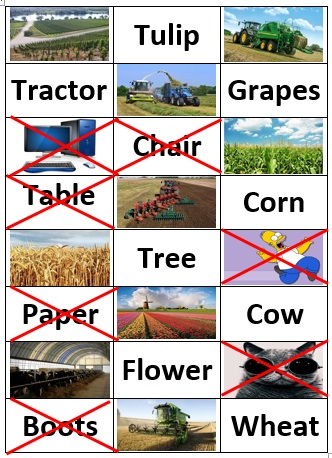 Tulip
Tractor Grapes
Chair
Table Corn
Tree
Paper Cow
Flower
Boots Wheat